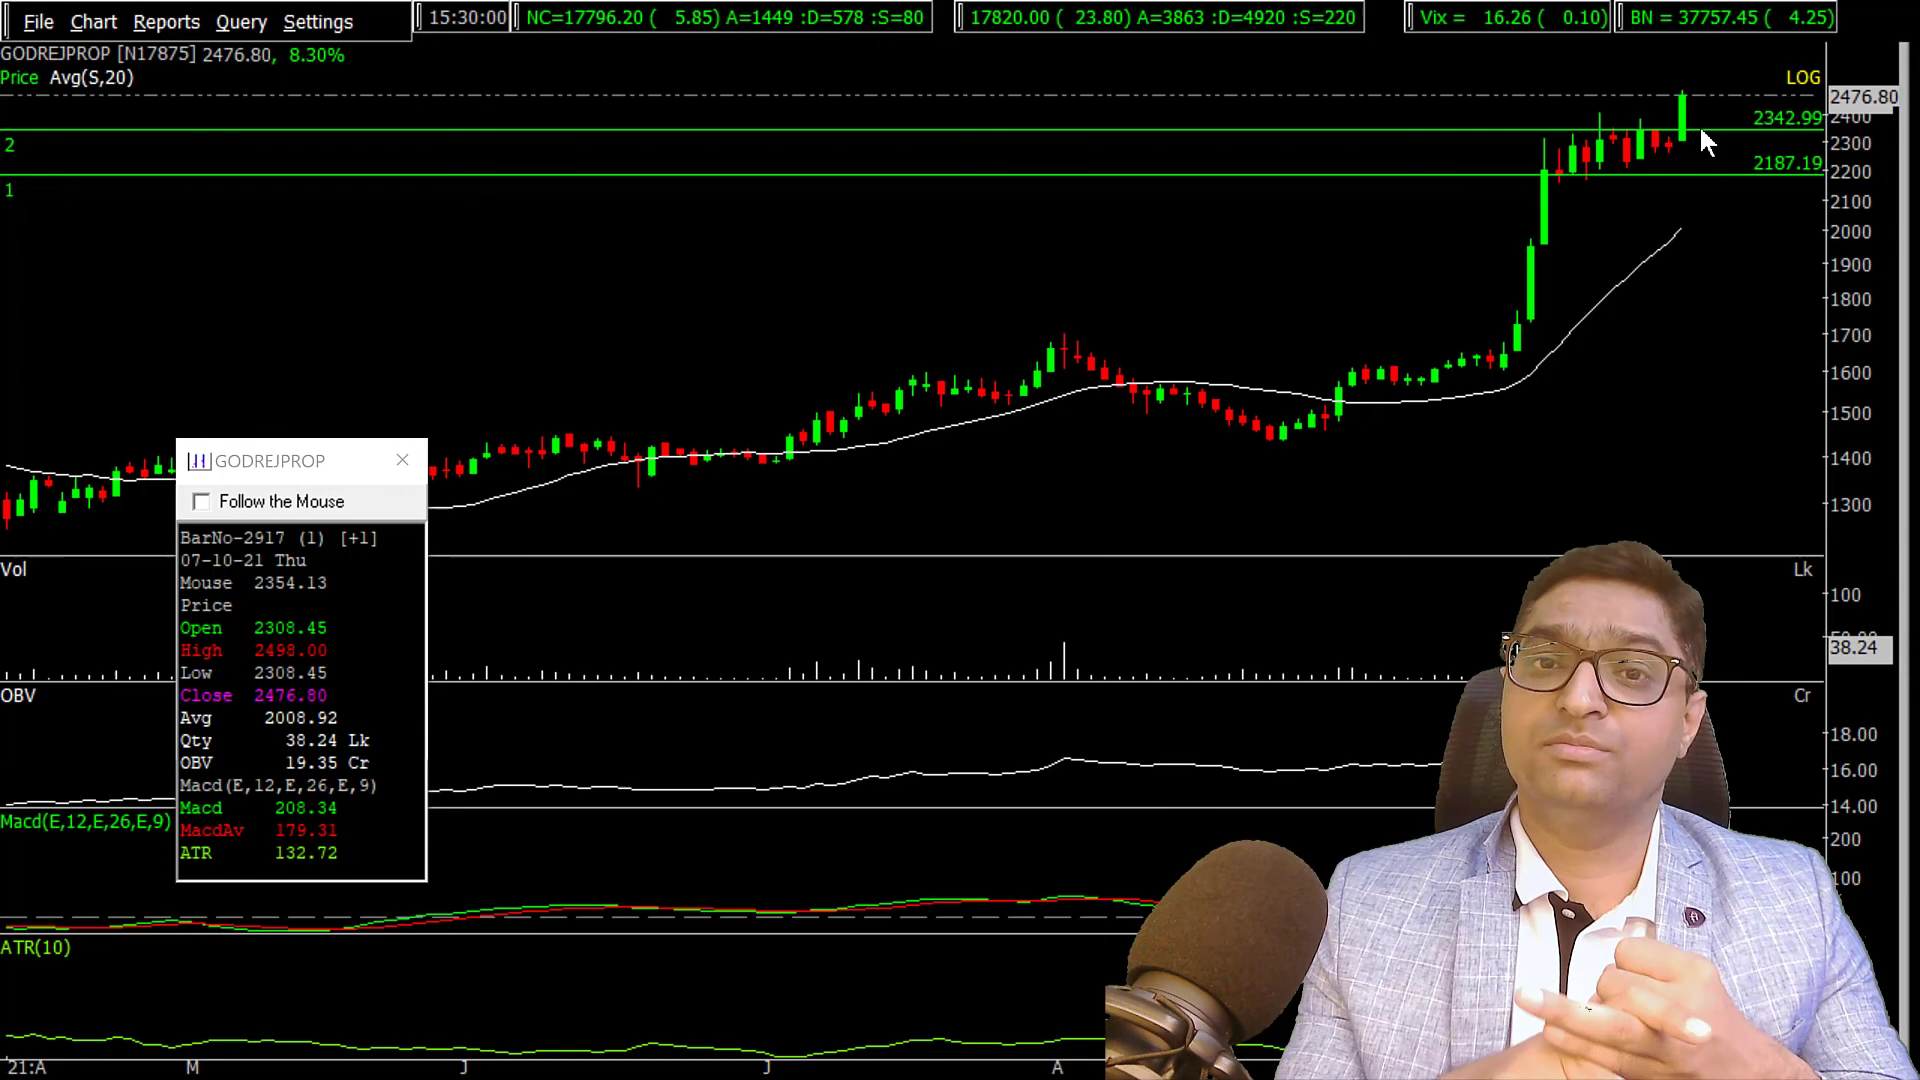 File Chart Reports Query Settings
15:30:00
NC=17796.20 ( 5.85) A=1449 :D=578 :S=80
17820.00 ( 23.80) A=3863 :D=4920 :S=220
Vix = 16.26 ( 0.10)
BN = 37757.45 ( 4.25)
GODREJPROP [N17875] 2476.80, 8.30%
Price Avg(S,20)
LOG
2476.80
2400
2342.99
2300
2
2187.19
2200
1
2100
2000
1900
1800
1700
1600
1500
1400
1300
GODREJPROP
Follow the Mouse
BarNo-2917 (1) [+1]
07-10-21 Thu
Mouse 2354.13
Price
Open 2308.45
High 2498.00
Low 2308.45
Close 2476.80
Avg 2008.92
Qty 38.24 Lk
OBV 19.35 Cr
Macd(E,12,E,26,E,9)
Macd 208.34
MacdAv 179.31
ATR 132.72
Vol
Lk
100
38.24
OBV
Cr
18.00
16.00
14.00
Macd(E,12,E,26,E,9)
200
100
ATR(10)
21:A M J J A